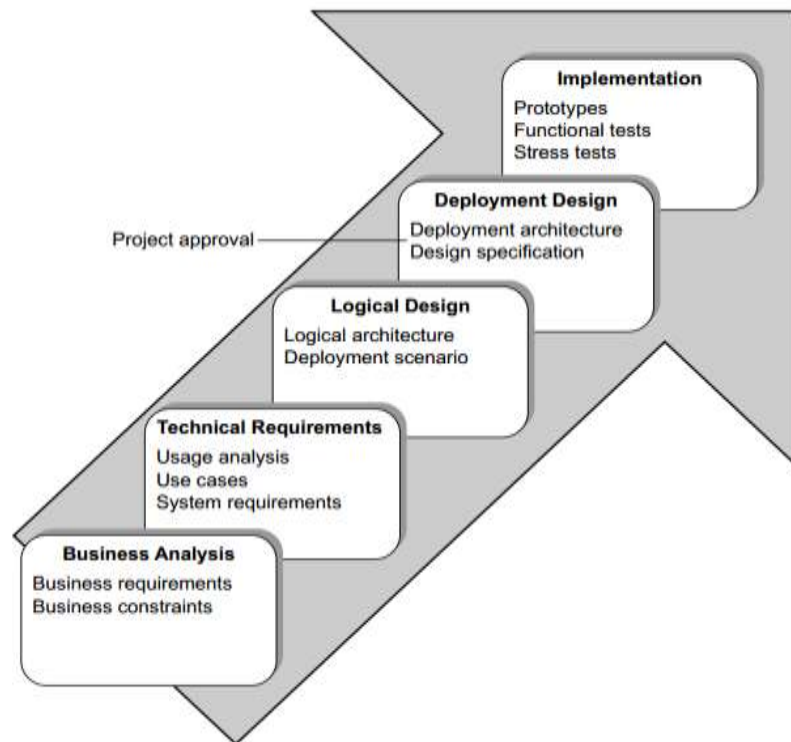 Implementation
Prototypes
Functional tests
Stress tests
Deployment Design
Deployment architecture
Design specification
Project approval
Logical Design
Logical architecture
Deployment scenario
Technical Requirements
Usage analysis
Use cases
System requirements
Business Analysis
Business requirements
Business constraints